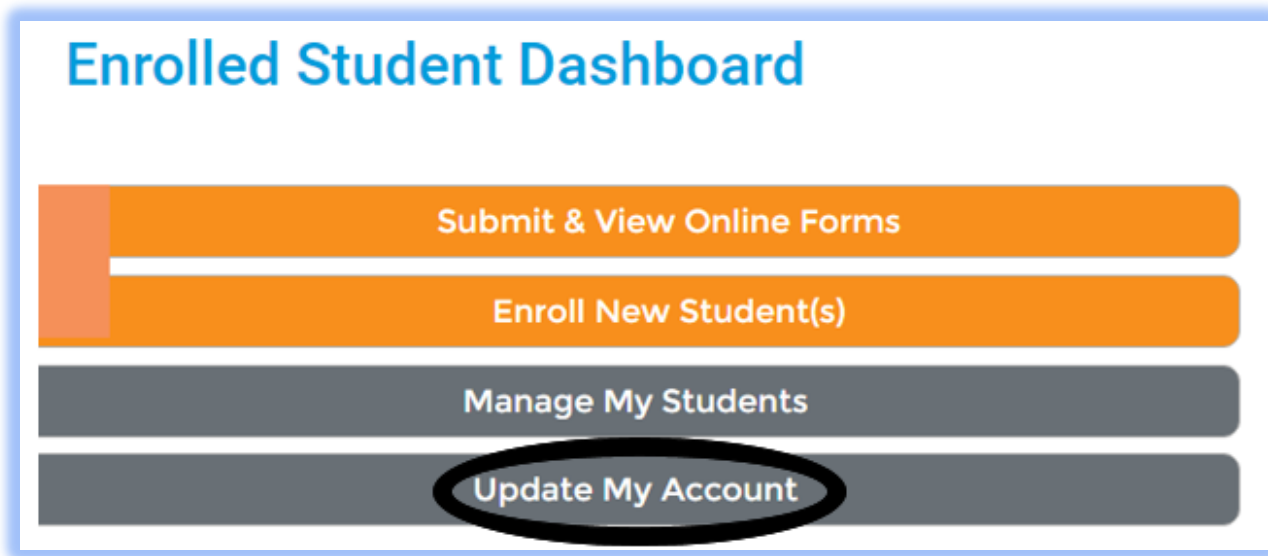 Enrolled Student Dashboard
Submit & View Online Forms
Enroll New Student(s)
Manage My Students
Update My Account